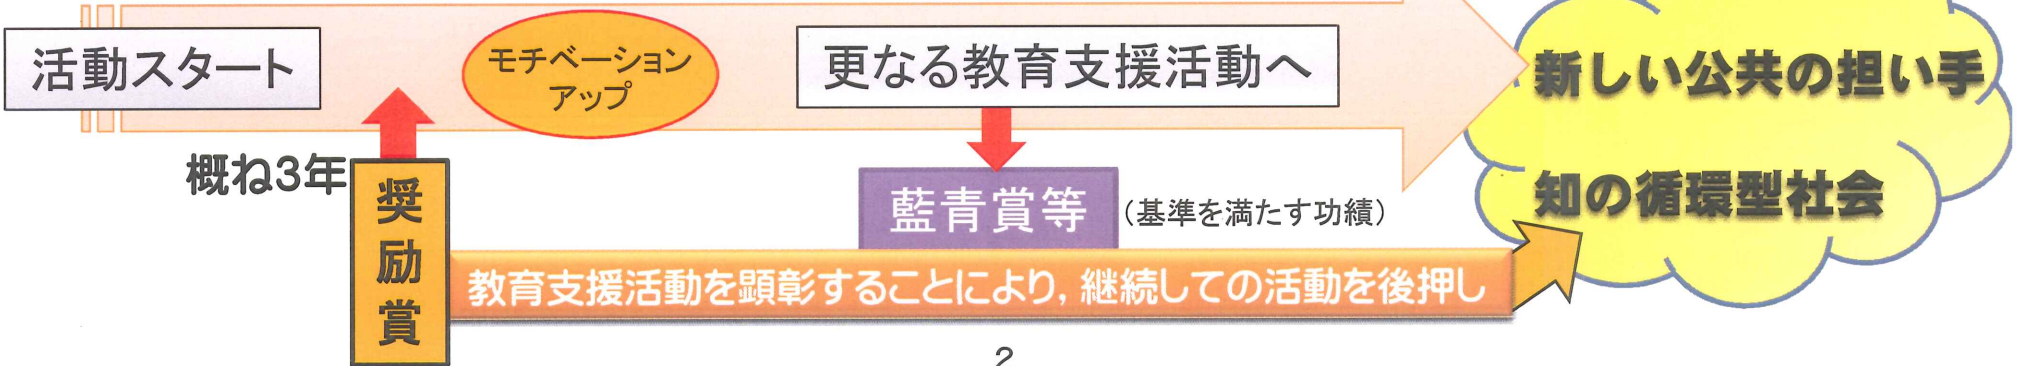 活動スタート
モチベーション
アップ
更なる教育支援活動へ
新しい公共の担い手
知の循環型社会
概ね3年
奨励賞
藍青賞等
（基準を満たす功績）
教育支援活動を顕彰することにより，継続しての活動を後押し
2